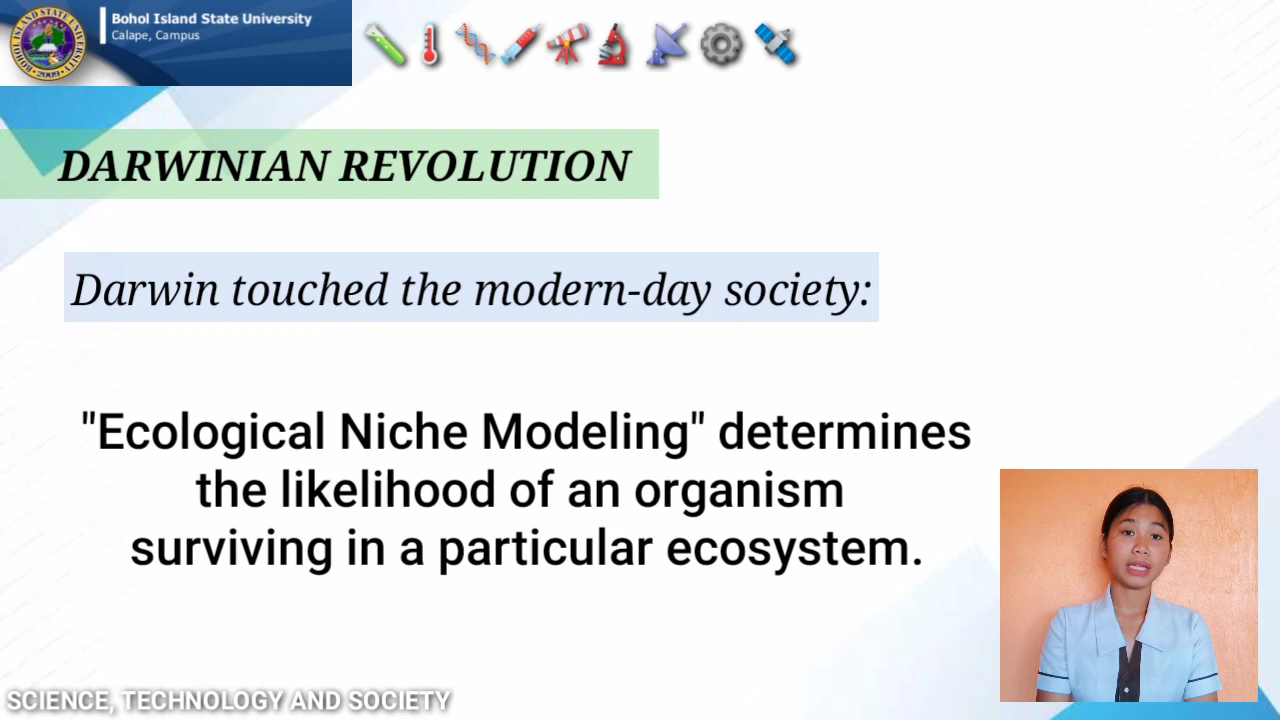 Bohol Island State University
Calape, Campus
DARWINIAN REVOLUTION
Darwin touched the modern-day society:
"Ecological Niche Modeling" determines
the likelihood of an organism
surviving in a particular ecosystem.
SCIENCE, TECHNOLOGY AND SOCIETY